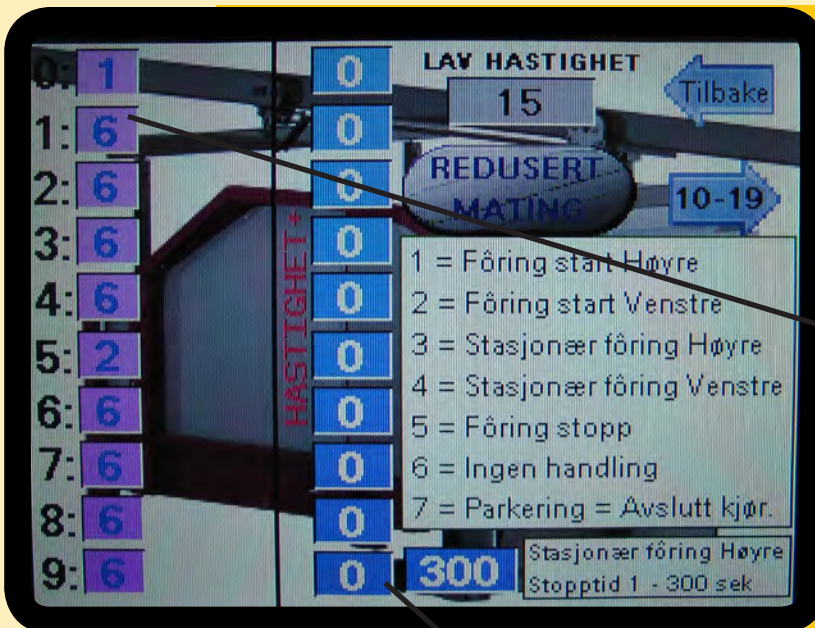 0: 1
1: 6
2: 6
3: 6
4: 6
5: 2
6: 6
7: 6
8: 6
9: 6
HASTIGHET+
0
0
0
0
0
0
0
0
0
0
LAV HASTIGHET
15
Tilbake
REDUSERT
MATING
10-19
1 = Fôring start Høyre
2 = Fôring start Venstre
3 = Stasjonær fôring Høyre
4 = Stasjonær fôring Venstre
5 = Fôring stopp
6 = Ingen handling
7 = Parkering = Avslutt kjør.
300
Stasjonær fôring Høyre
Stopptid 1 - 300 sek